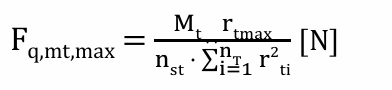 F_q,mt,max = (M_t r_tmax) / (n_st · ∑_{i=1}^{n_T} r²_ti) [N]